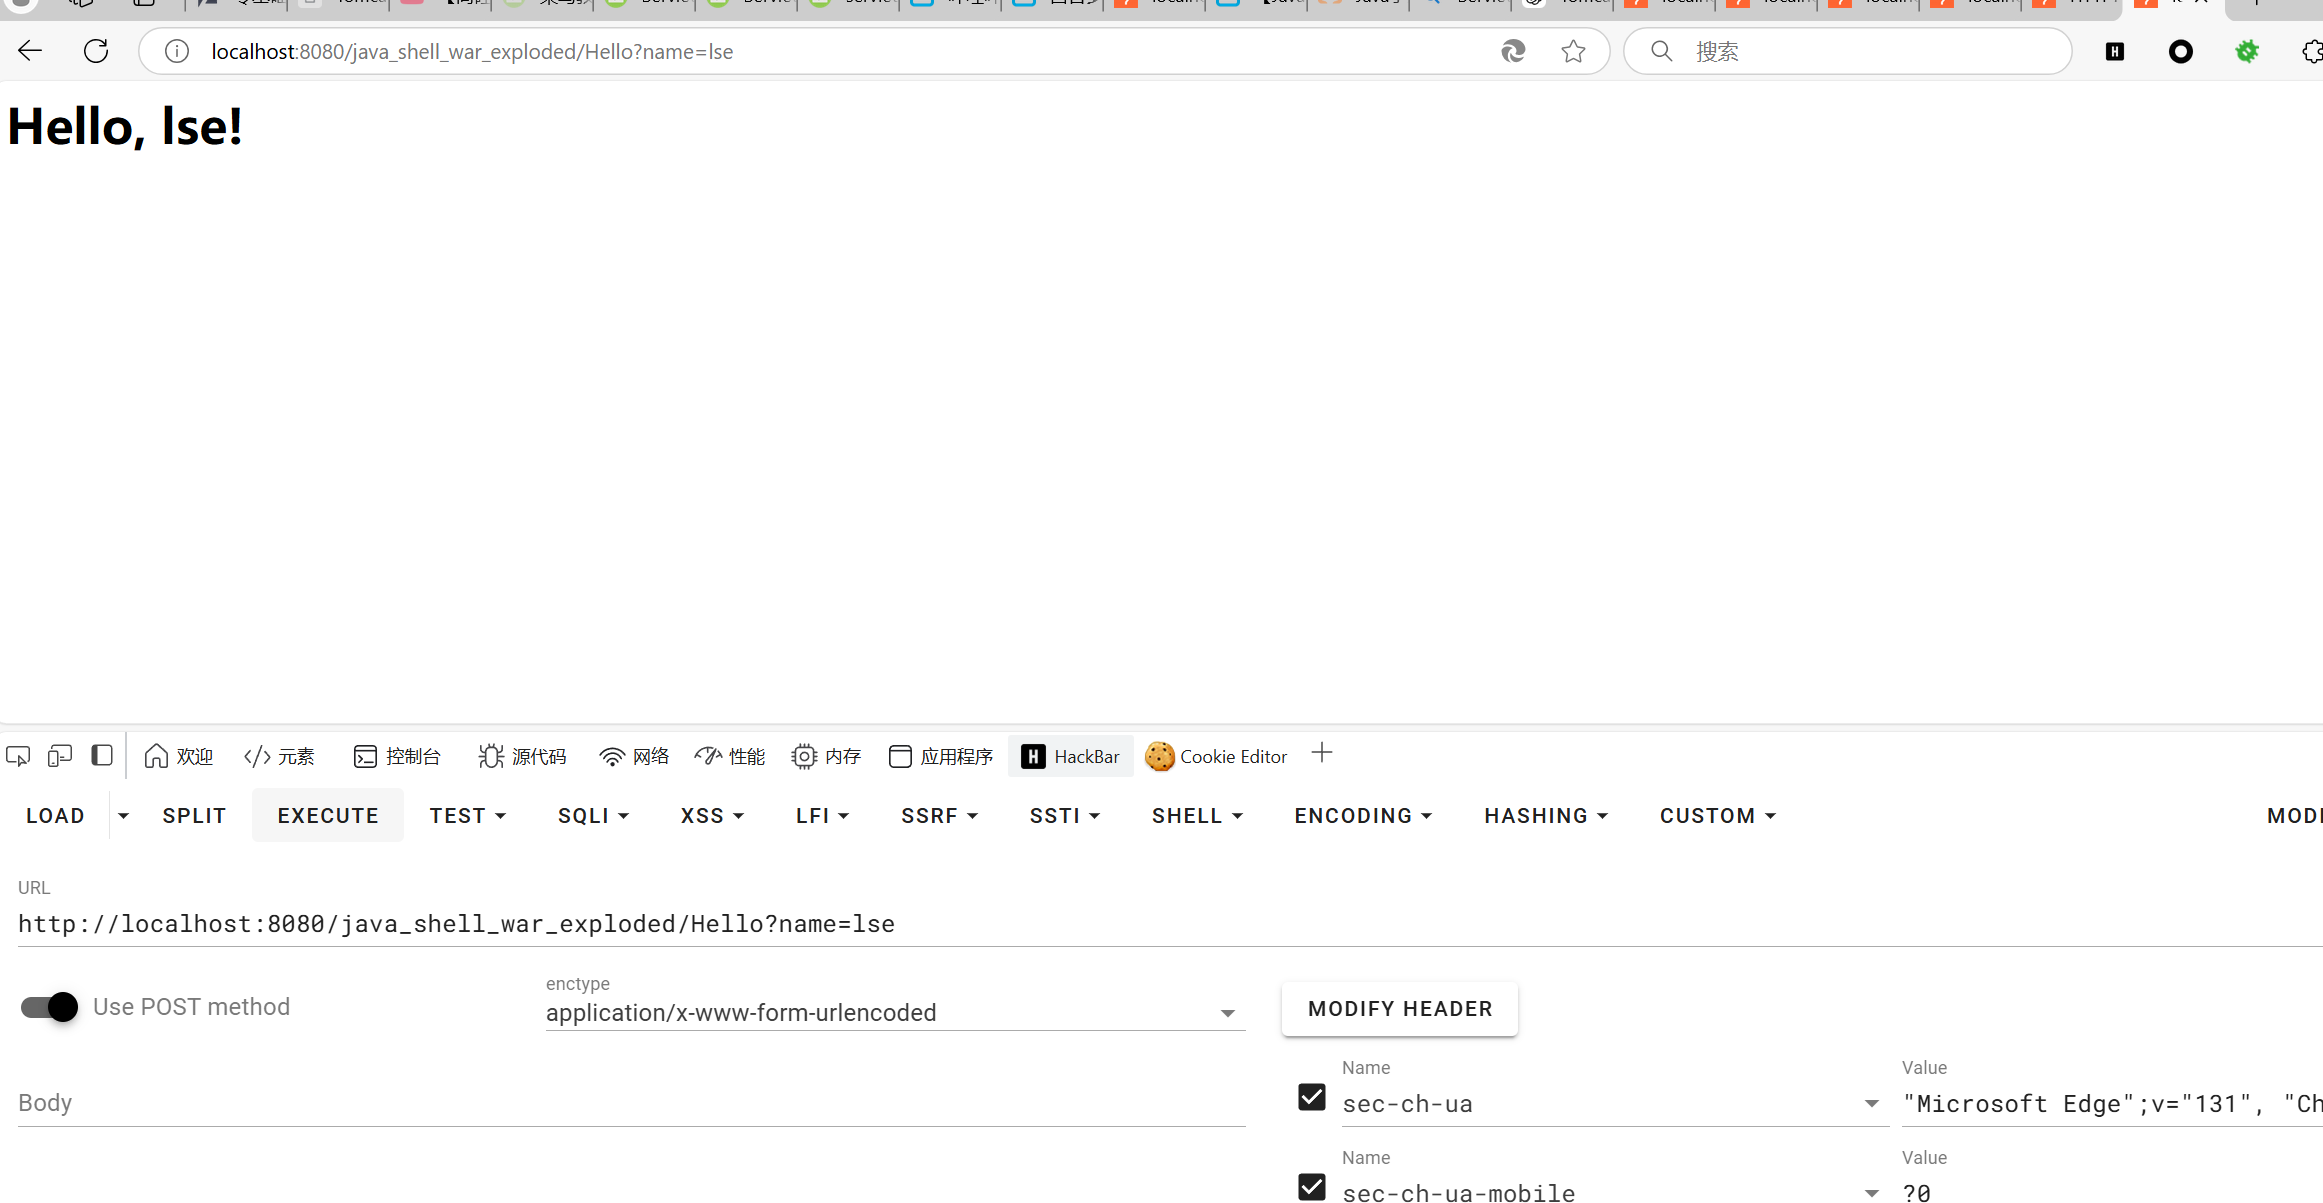 localhost:8080/java_shell_war_exploded/Hello?name=lse
搜索
Hello, lse!
欢迎 元素 控制台 源代码 网络 性能 内存 应用程序 HackBar Cookie Editor
LOAD SPLIT EXECUTE TEST SQLI XSS LFI SSRF SSTI SHELL ENCODING HASHING CUSTOM
URL
http://localhost:8080/java_shell_war_exploded/Hello?name=lse
Use POST method
enctype
application/x-www-form-urlencoded
MODIFY HEADER
Body
Name Value
sec-ch-ua "Microsoft Edge";v="131", "Ch
Name Value
sec-ch-ua-mobile ?0